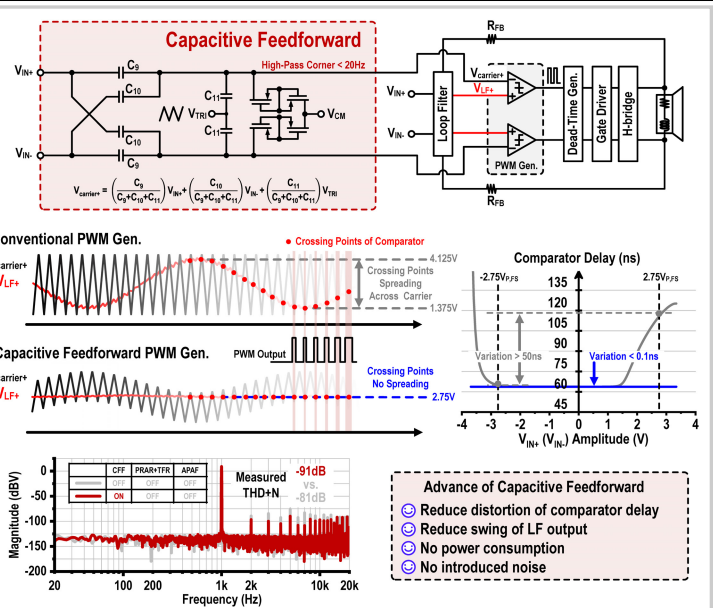 Capacitive Feedforward
High-Pass Corner < 20Hz
VIN+
C9
C10
C10
C9
VIN-
C11
C11
VTRI
VCM
Vcarrier+ = (C9/(C9+C10+C11)) VIN+ + (C10/(C9+C10+C11)) VIN- + (C11/(C9+C10+C11)) VTRI
RFB
VIN+
VIN-
Loop Filter
Vcarrier+
VLF+
PWM Gen.
Dead-Time Gen.
Gate Driver
H-bridge
RFB
onventional PWM Gen.
Crossing Points of Comparator
carrier+
VLF+
4.125V
Crossing Points
Spreading
Across Carrier
1.375V
Capacitive Feedforward PWM Gen.
PWM Output
carrier+
VLF+
Crossing Points
No Spreading
2.75V
Comparator Delay (ns)
-2.75VP,FS
2.75VP,FS
135
120
105
90
75
60
45
Variation > 50ns
Variation < 0.1ns
-4 -3 -2 -1 0 1 2 3 4
VIN+ (VIN-) Amplitude (V)
Magnitude (dBV)
0
-50
-100
-150
-200
CFF PRAR+TFR APAF
OFF OFF OFF
ON OFF OFF
Measured
THD+N
-91dB
vs.
-81dB
20 100 200 1k 2k 10k 20k
Frequency (Hz)
Advance of Capacitive Feedforward
Reduce distortion of comparator delay
Reduce swing of LF output
No power consumption
No introduced noise